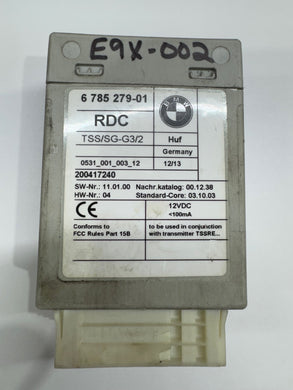 E9X-002
6 785 279-01
BMW
RDC
TSS/SG-G3/2
Huf
Germany
0531_001_003_12
12/13
200417240
SW-Nr.: 11.01.00 Nachr.katalog: 00.12.38
HW-Nr.: 04 Standard-Core: 03.10.03
CE
12VDC
<100mA
Conforms to
FCC Rules Part 15B
to be used in conjunction
with transmitter TSSRE...